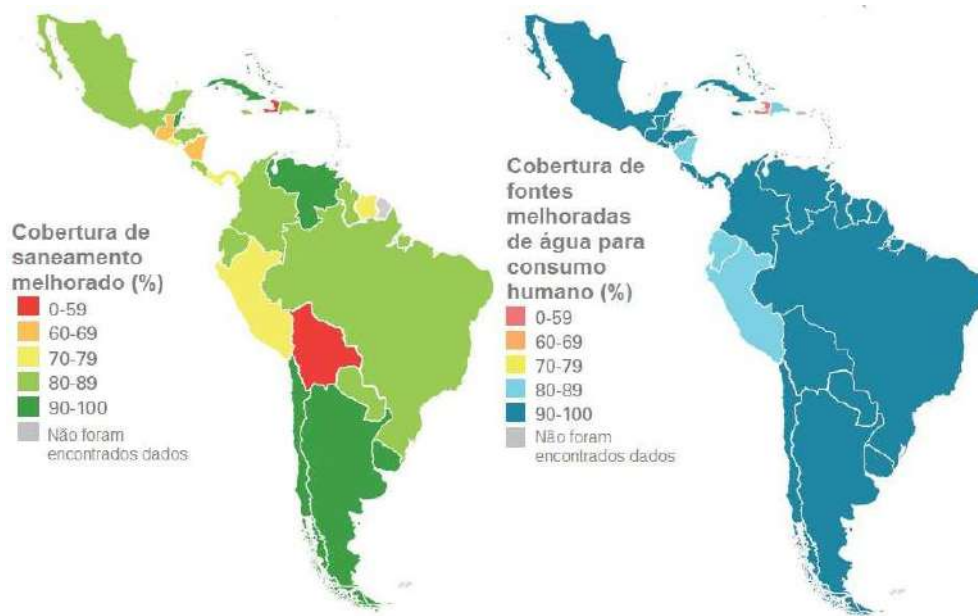 Cobertura de
saneamento
melhorado (%)
0-59
60-69
70-79
80-89
90-100
Não foram
encontrados dados
Cobertura de
fontes
melhoradas
de água para
consumo
humano (%)
0-59
60-69
70-79
80-89
90-100
Não foram
encontrados dados